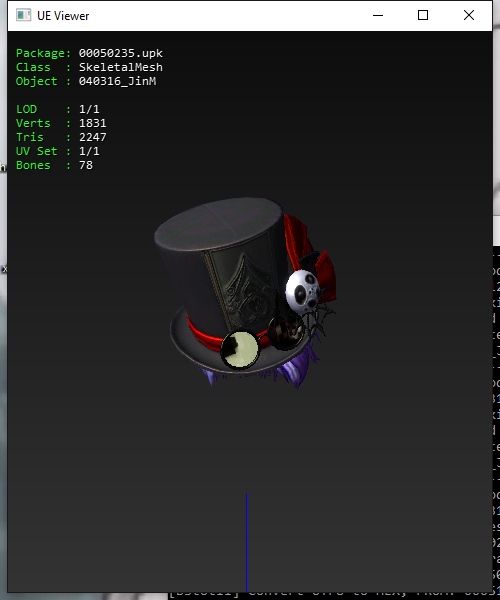 UE Viewer
Package: 00050235.upk
Class : SkeletalMesh
Object : 040316_JinM
LOD : 1/1
Verts : 1831
Tris : 2247
UV Set : 1/1
Bones : 78